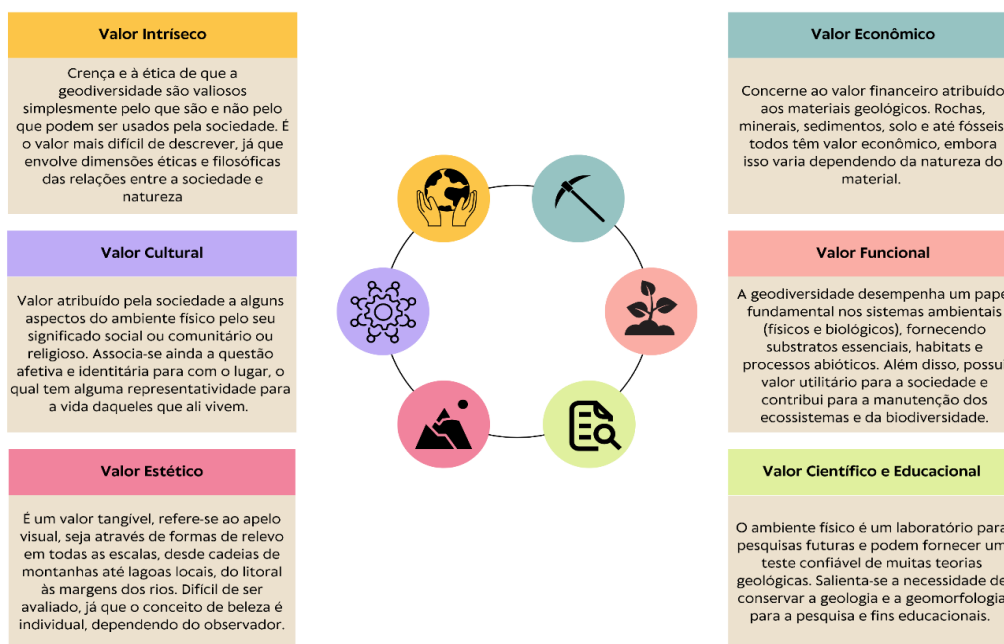 Valor Intríseco
Crença e à ética de que a
geodiversidade são valiosos
simplesmente pelo que são e não pelo
que podem ser usados pela sociedade. É
o valor mais difícil de descrever, já que
envolve dimensões éticas e filosóficas
das relações entre a sociedade e
natureza
Valor Cultural
Valor atribuído pela sociedade a alguns
aspectos do ambiente físico pelo seu
significado social ou comunitário ou
religioso. Associa-se ainda a questão
afetiva e identitária para com o lugar, o
qual tem alguma representatividade para
a vida daqueles que ali vivem.
Valor Estético
É um valor tangível, refere-se ao apelo
visual, seja através de formas de relevo
em todas as escalas, desde cadeias de
montanhas até lagoas locais, do litoral
às margens dos rios. Difícil de ser
avaliado, já que o conceito de beleza é
individual, dependendo do observador.
Valor Econômico
Concerne ao valor financeiro atribuído
aos materiais geológicos. Rochas,
minerais, sedimentos, solo e até fósseis
todos têm valor econômico, embora
isso varia dependendo da natureza do
material.
Valor Funcional
A geodiversidade desempenha um pape
fundamental nos sistemas ambientais
(físicos e biológicos), fornecendo
substratos essenciais, habitats e
processos abióticos. Além disso, possui
valor utilitário para a sociedade e
contribui para a manutenção dos
ecossistemas e da biodiversidade.
Valor Científico e Educacional
O ambiente físico é um laboratório para
pesquisas futuras e podem fornecer um
teste confiável de muitas teorias
geológicas. Salienta-se a necessidade de
conservar a geologia e a geomorfologia
para a pesquisa e fins educacionais.